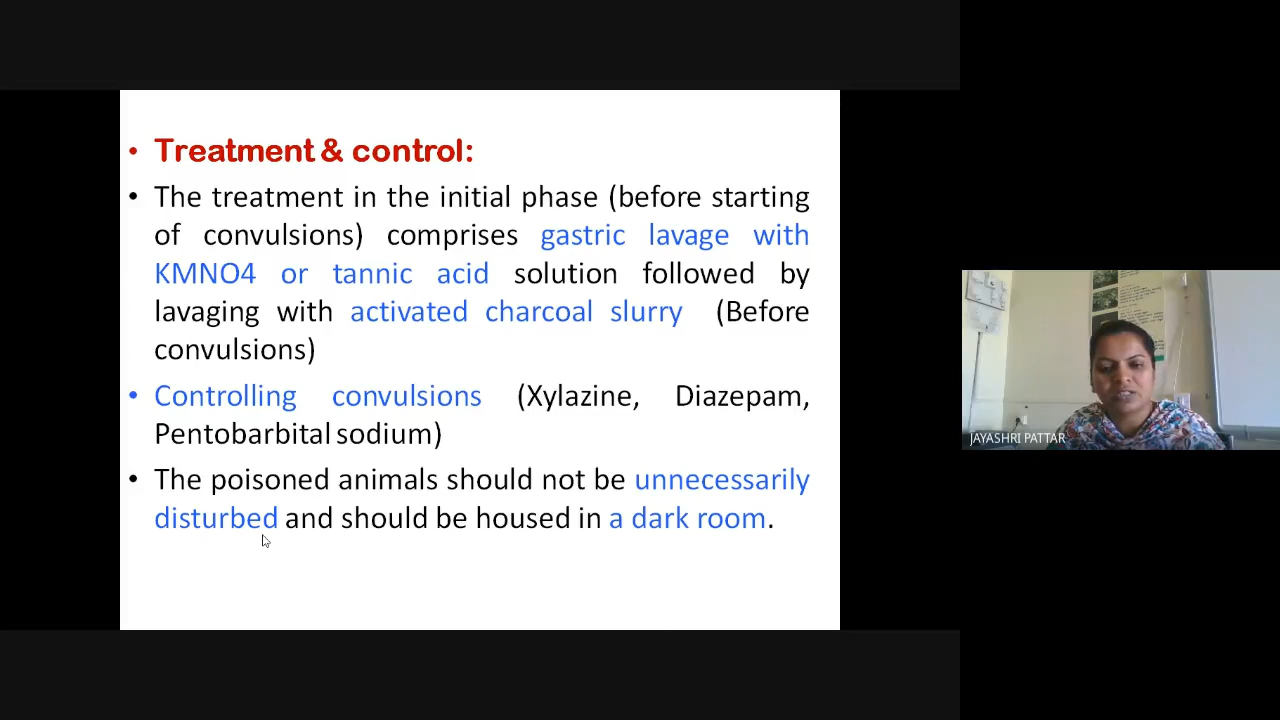 • Treatment & control:
• The treatment in the initial phase (before starting
of convulsions) comprises gastric lavage with
KMNO4 or tannic acid solution followed by
lavaging with activated charcoal slurry (Before
convulsions)
• Controlling convulsions (Xylazine, Diazepam,
Pentobarbital sodium)
• The poisoned animals should not be unnecessarily
disturbed and should be housed in a dark room.
JAYASHRI PATTAR